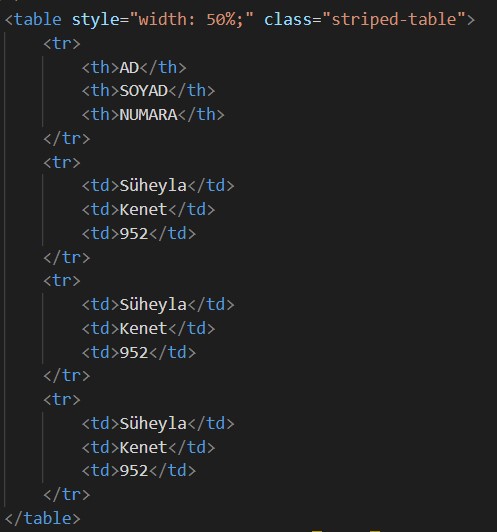 <table style="width: 50%;" class="striped-table">
    <tr>
        <th>AD</th>
        <th>SOYAD</th>
        <th>NUMARA</th>
    </tr>
    <tr>
        <td>Süheyla</td>
        <td>Kenet</td>
        <td>952</td>
    </tr>
    <tr>
        <td>Süheyla</td>
        <td>Kenet</td>
        <td>952</td>
    </tr>
    <tr>
        <td>Süheyla</td>
        <td>Kenet</td>
        <td>952</td>
    </tr>
</table>